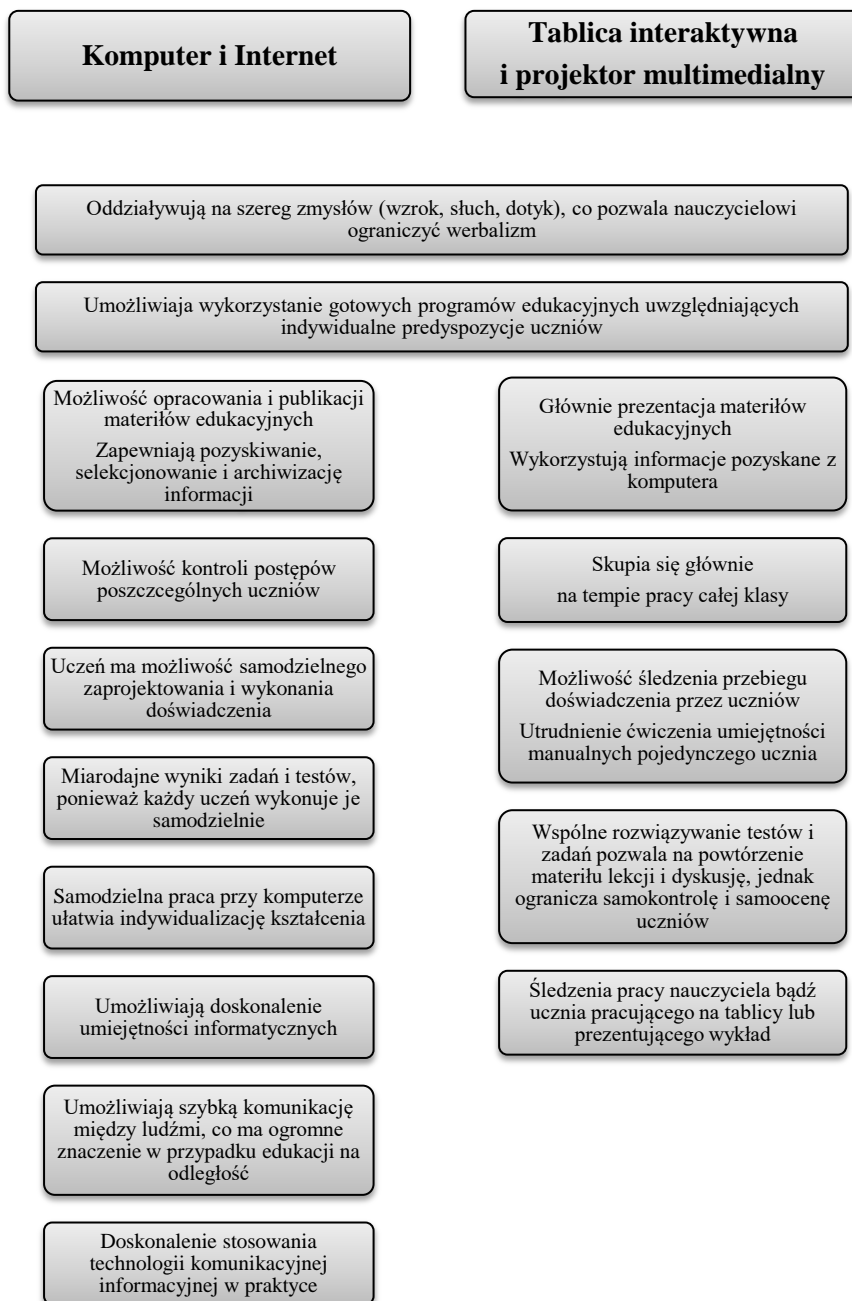 Komputer i Internet
Tablica interaktywna
i projektor multimedialny
Oddziaływują na szereg zmysłów (wzrok, słuch, dotyk), co pozwala nauczycielowi
ograniczyć werbalizm
Umożliwiaja wykorzystanie gotowych programów edukacyjnych uwzględniających
indywidualne predyspozycje uczniów
Możliwość opracowania i publikacji
materiłów edukacyjnych
Zapewniają pozyskiwanie,
selekcjonowanie i archiwizację
informacji
Głównie prezentacja materiłów
edukacyjnych
Wykorzystują informacje pozyskane z
komputera
Możliwość kontroli postępów
poszczcególnych uczniów
Skupia się głównie
na tempie pracy całej klasy
Uczeń ma możliwość samodzielnego
zaprojektowania i wykonania
doświadczenia
Możliwość śledzenia przebiegu
doświadczenia przez uczniów
Utrudnienie ćwiczenia umiejętności
manualnych pojedynczego ucznia
Miarodajne wyniki zadań i testów,
ponieważ każdy uczeń wykonuje je
samodzielnie
Wspólne rozwiązywanie testów i
zadań pozwala na powtórzenie
materiłu lekcji i dyskusję, jednak
ogranicza samokontrolę i samoocenę
uczniów
Samodzielna praca przy komputerze
ułatwia indywidualizację kształcenia
Śledzenia pracy nauczyciela bądź
ucznia pracującego na tablicy lub
prezentującego wykład
Umożliwiają doskonalenie
umiejętności informatycznych
Umożliwiają szybką komunikację
między ludźmi, co ma ogromne
znaczenie w przypadku edukacji na
odległość
Doskonalenie stosowania
technologii komunikacyjnej
informacyjnej w praktyce